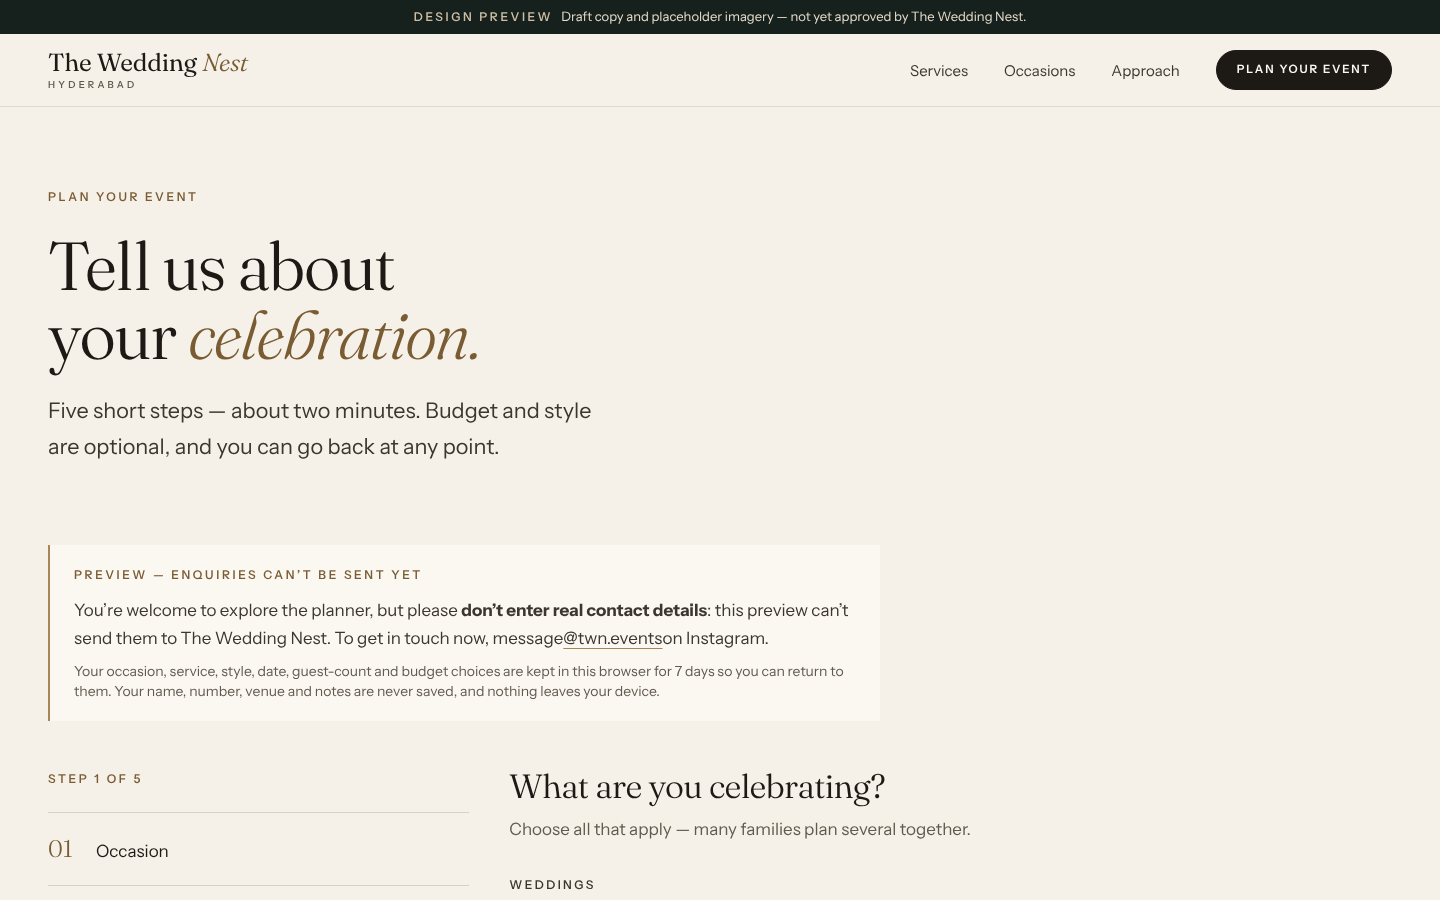 DESIGN PREVIEW Draft copy and placeholder imagery — not yet approved by The Wedding Nest.
The Wedding Nest
HYDERABAD
Services Occasions Approach PLAN YOUR EVENT
PLAN YOUR EVENT
Tell us about
your celebration.
Five short steps — about two minutes. Budget and style
are optional, and you can go back at any point.
PREVIEW — ENQUIRIES CAN’T BE SENT YET
You’re welcome to explore the planner, but please don’t enter real contact details: this preview can’t
send them to The Wedding Nest. To get in touch now, message@twn.eventson Instagram.
Your occasion, service, style, date, guest-count and budget choices are kept in this browser for 7 days so you can return to
them. Your name, number, venue and notes are never saved, and nothing leaves your device.
STEP 1 OF 5
01 Occasion
What are you celebrating?
Choose all that apply — many families plan several together.
WEDDINGS